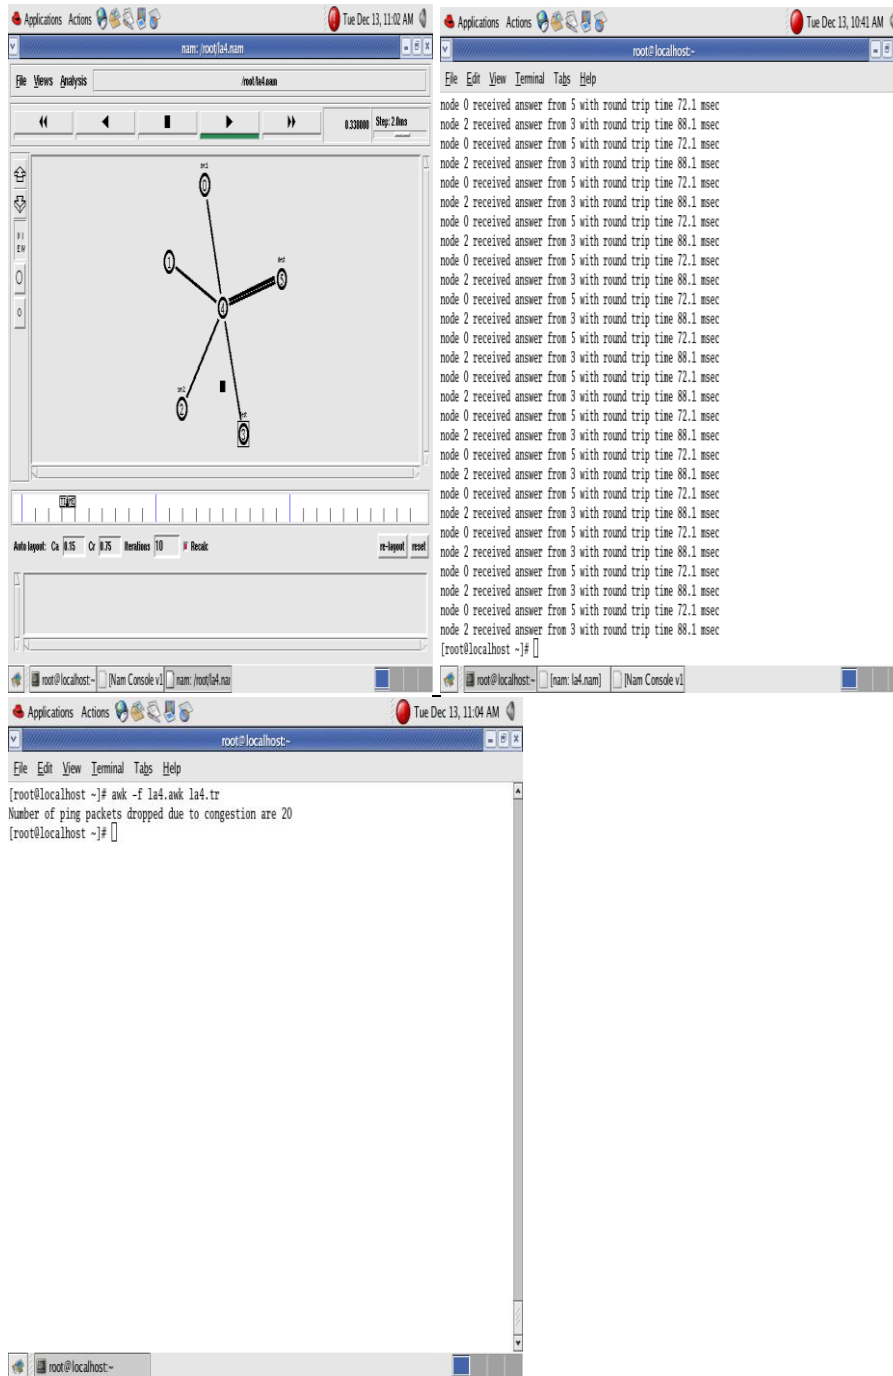 Applications Actions Tue Dec 13, 11:02 AM
nam: /root/la4.nam
File Views Analysis /root/la4.nam
0.330000 Step: 2.0ms
0
1
dest
5
4
2
3
TIME
Auto layout: Ca 0.15 Cr 0.75 Iterations 10 Recalc re-layout reset
root@localhost:~ [Nam Console v1 nam: /root/la4.nar
Applications Actions Tue Dec 13, 10:41 AM
root@localhost:~
File Edit View Terminal Tabs Help
node 0 received answer from 5 with round trip time 72.1 msec
node 2 received answer from 3 with round trip time 88.1 msec
node 0 received answer from 5 with round trip time 72.1 msec
node 2 received answer from 3 with round trip time 88.1 msec
node 0 received answer from 5 with round trip time 72.1 msec
node 2 received answer from 3 with round trip time 88.1 msec
node 0 received answer from 5 with round trip time 72.1 msec
node 2 received answer from 3 with round trip time 88.1 msec
node 0 received answer from 5 with round trip time 72.1 msec
node 2 received answer from 3 with round trip time 88.1 msec
node 0 received answer from 5 with round trip time 72.1 msec
node 2 received answer from 3 with round trip time 88.1 msec
node 0 received answer from 5 with round trip time 72.1 msec
node 2 received answer from 3 with round trip time 88.1 msec
node 0 received answer from 5 with round trip time 72.1 msec
node 2 received answer from 3 with round trip time 88.1 msec
node 0 received answer from 5 with round trip time 72.1 msec
node 2 received answer from 3 with round trip time 88.1 msec
node 0 received answer from 5 with round trip time 72.1 msec
node 2 received answer from 3 with round trip time 88.1 msec
node 0 received answer from 5 with round trip time 72.1 msec
node 2 received answer from 3 with round trip time 88.1 msec
node 0 received answer from 5 with round trip time 72.1 msec
node 2 received answer from 3 with round trip time 88.1 msec
node 0 received answer from 5 with round trip time 72.1 msec
node 2 received answer from 3 with round trip time 88.1 msec
node 0 received answer from 5 with round trip time 72.1 msec
node 2 received answer from 3 with round trip time 88.1 msec
[root@localhost ~]#
root@localhost:~ [nam: la4.nam] [Nam Console v1
Applications Actions Tue Dec 13, 11:04 AM
root@localhost:~
File Edit View Terminal Tabs Help
[root@localhost ~]# awk -f la4.awk la4.tr
Number of ping packets dropped due to congestion are 20
[root@localhost ~]#
root@localhost:~